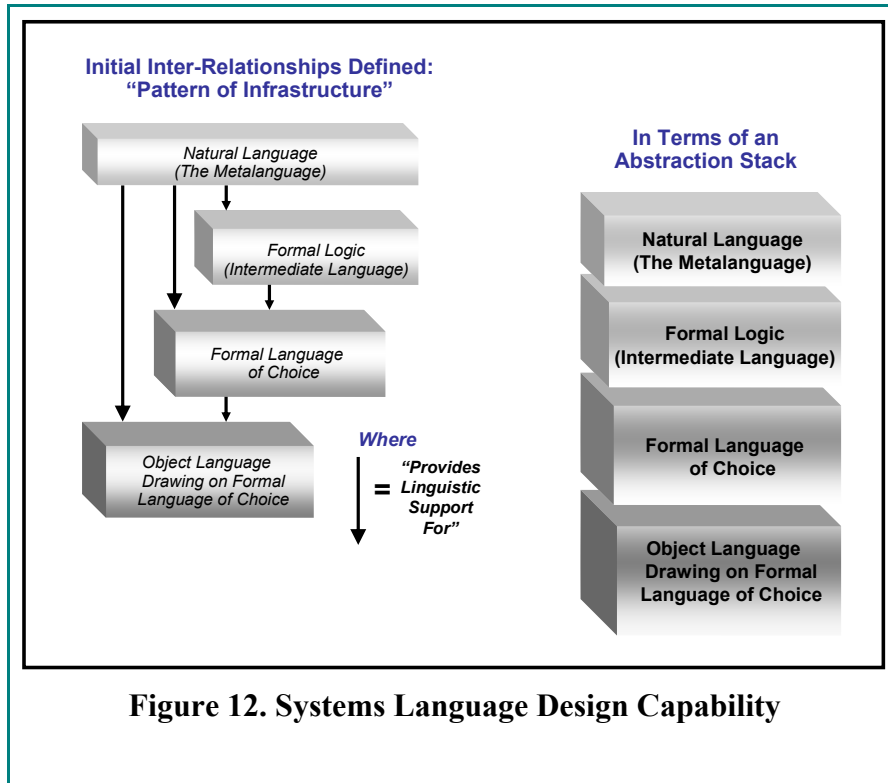 Initial Inter-Relationships Defined:
“Pattern of Infrastructure”
Natural Language
(The Metalanguage)
Formal Logic
(Intermediate Language)
Formal Language
of Choice
Object Language
Drawing on Formal
Language of Choice
Where
=
“Provides
Linguistic
Support
For”
In Terms of an
Abstraction Stack
Natural Language
(The Metalanguage)
Formal Logic
(Intermediate Language)
Formal Language
of Choice
Object Language
Drawing on Formal
Language of Choice
Figure 12. Systems Language Design Capability